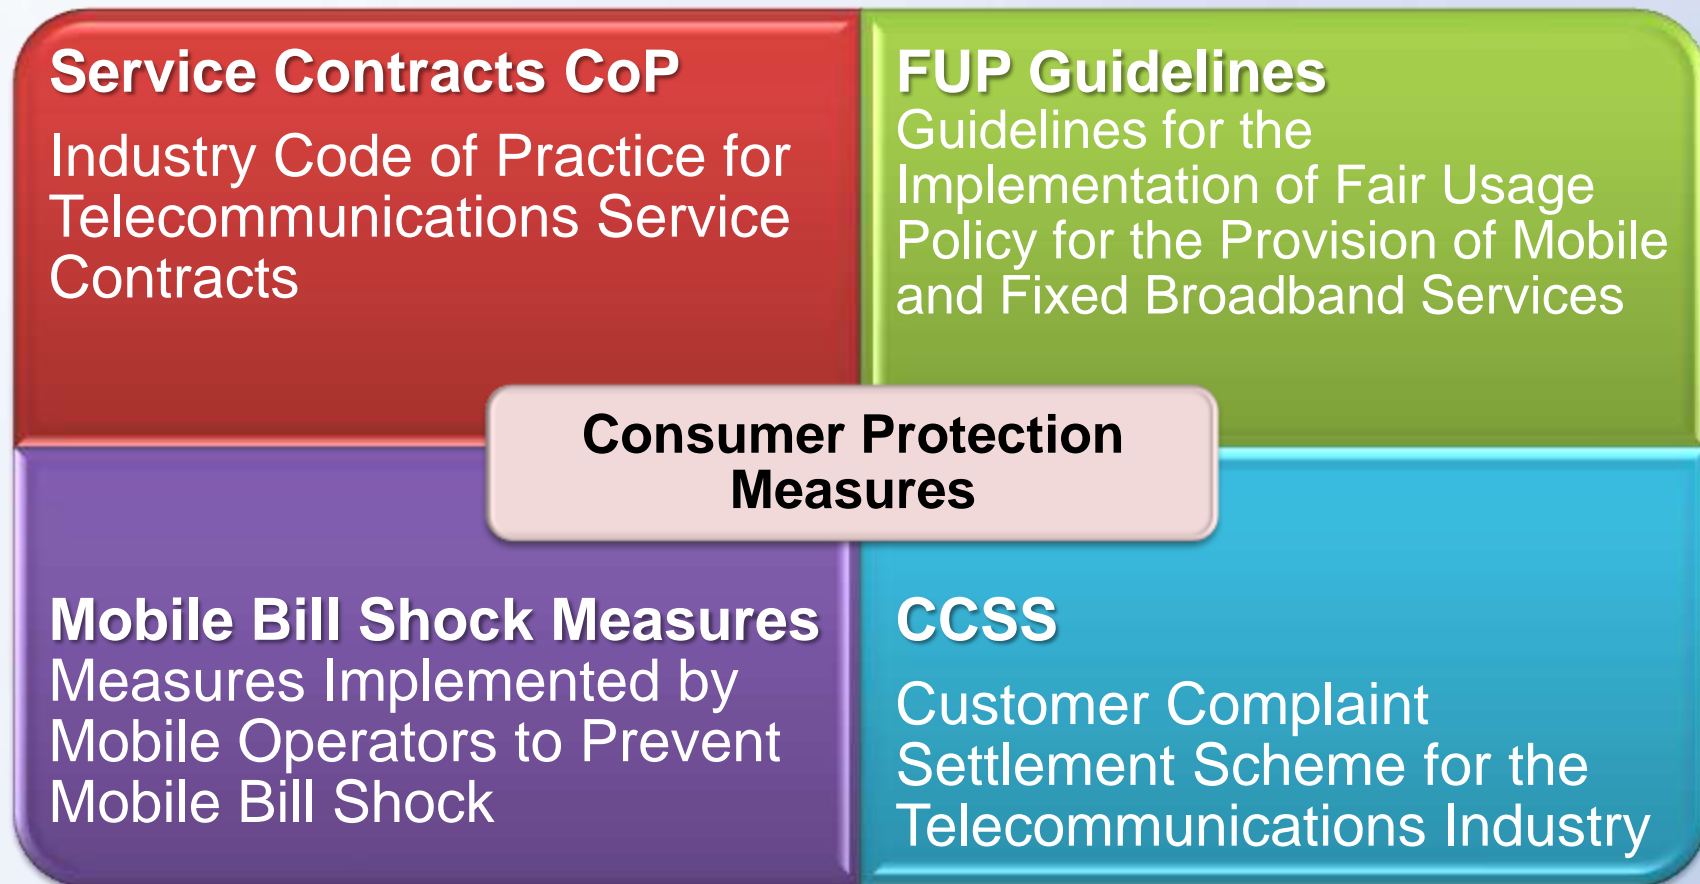 Service Contracts CoP
Industry Code of Practice for
Telecommunications Service
Contracts
FUP Guidelines
Guidelines for the
Implementation of Fair Usage
Policy for the Provision of Mobile
and Fixed Broadband Services
Consumer Protection
Measures
Mobile Bill Shock Measures
Measures Implemented by
Mobile Operators to Prevent
Mobile Bill Shock
CCSS
Customer Complaint
Settlement Scheme for the
Telecommunications Industry